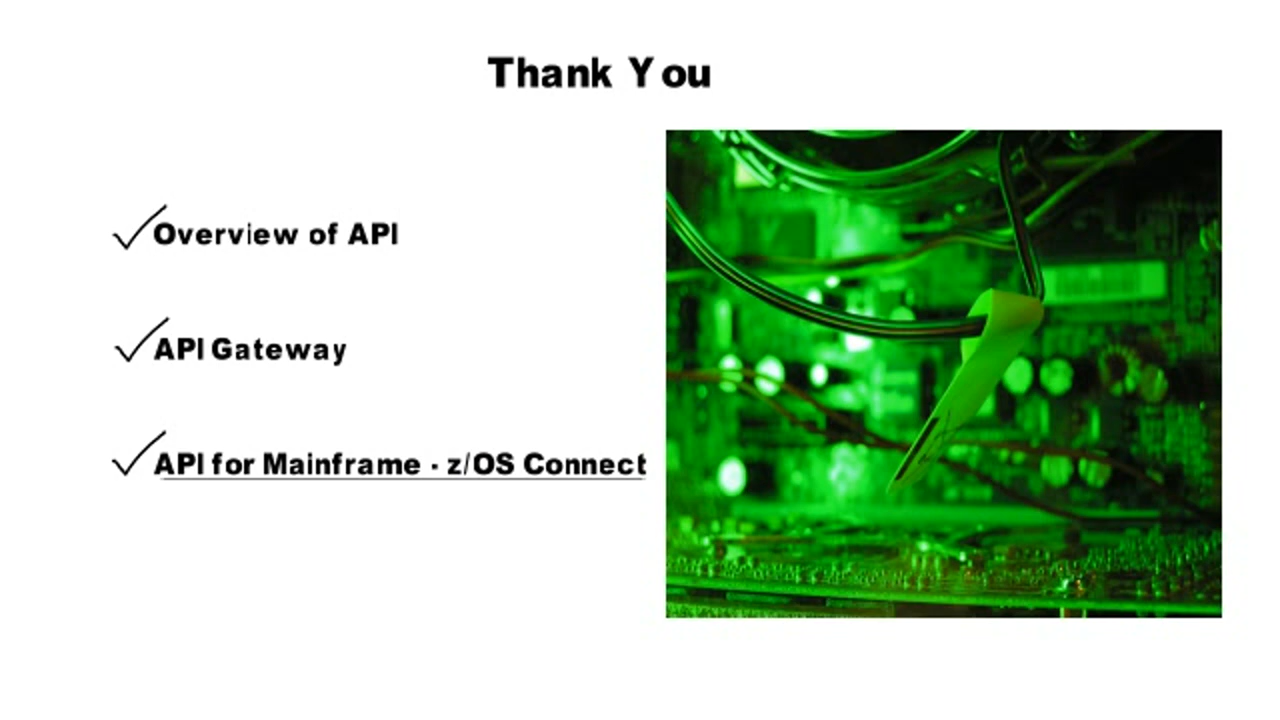 Thank You
Overview of API
API Gateway
API for Mainframe - z/OS Connect